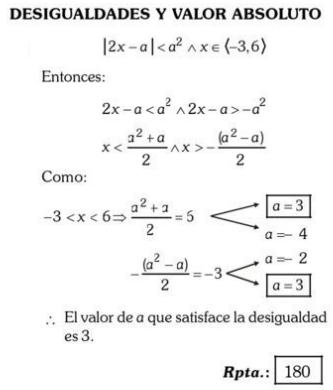 DESIGUALDADES Y VALOR ABSOLUTO
|2x − a| < a² ∧ x ∈ ⟨−3,6⟩
Entonces:
2x − a < a² ∧ 2x − a > −a²
x < (a² + a)/2 ∧ x > −(a² − a)/2
Como:
−3 < x < 6 ⇒ (a² + a)/2 = 5
a = 3
a = − 4
−(a² − a)/2 = −3
a = − 2
a = 3
∴ El valor de a que satisface la desigualdad
es 3.
Rpta.: 180